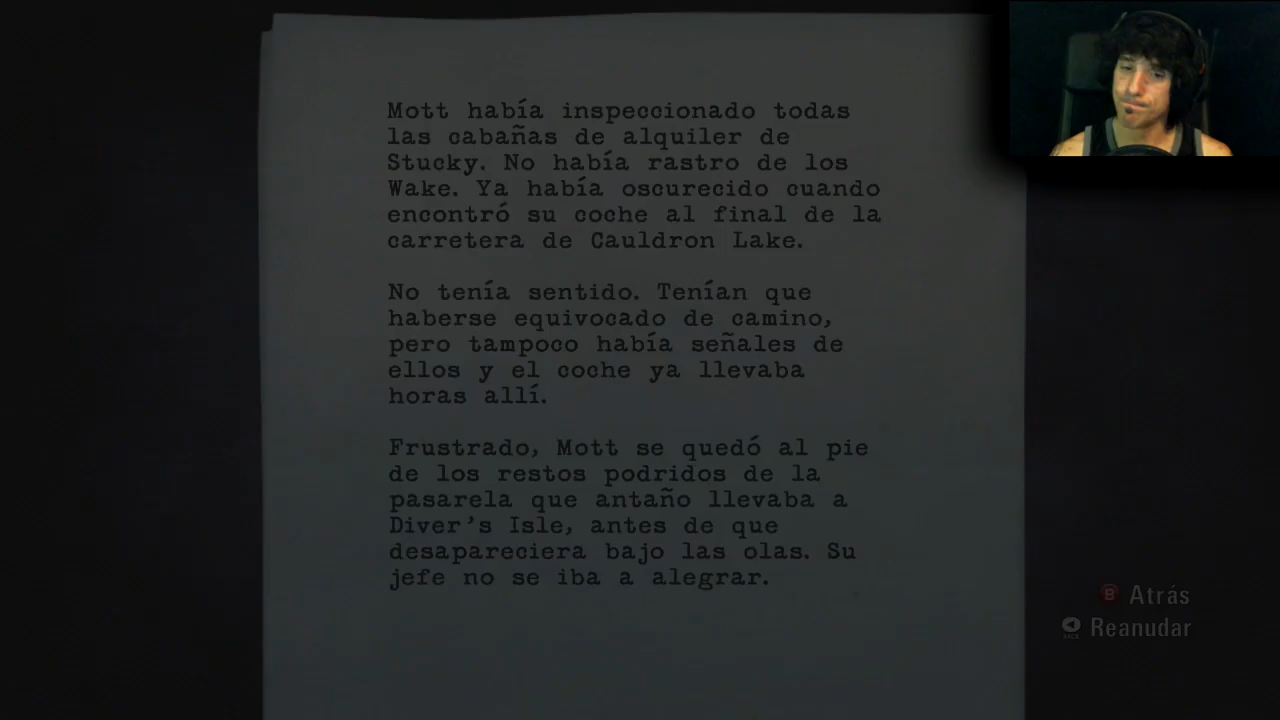 Mott había inspeccionado todas
las cabañas de alquiler de
Stucky. No había rastro de los
Wake. Ya había oscurecido cuando
encontró su coche al final de la
carretera de Cauldron Lake.
No tenía sentido. Tenían que
haberse equivocado de camino,
pero tampoco había señales de
ellos y el coche ya llevaba
horas allí.
Frustrado, Mott se quedó al pie
de los restos podridos de la
pasarela que antaño llevaba a
Diver's Isle, antes de que
desapareciera bajo las olas. Su
jefe no se iba a alegrar.
B Atrás
BACK Reanudar